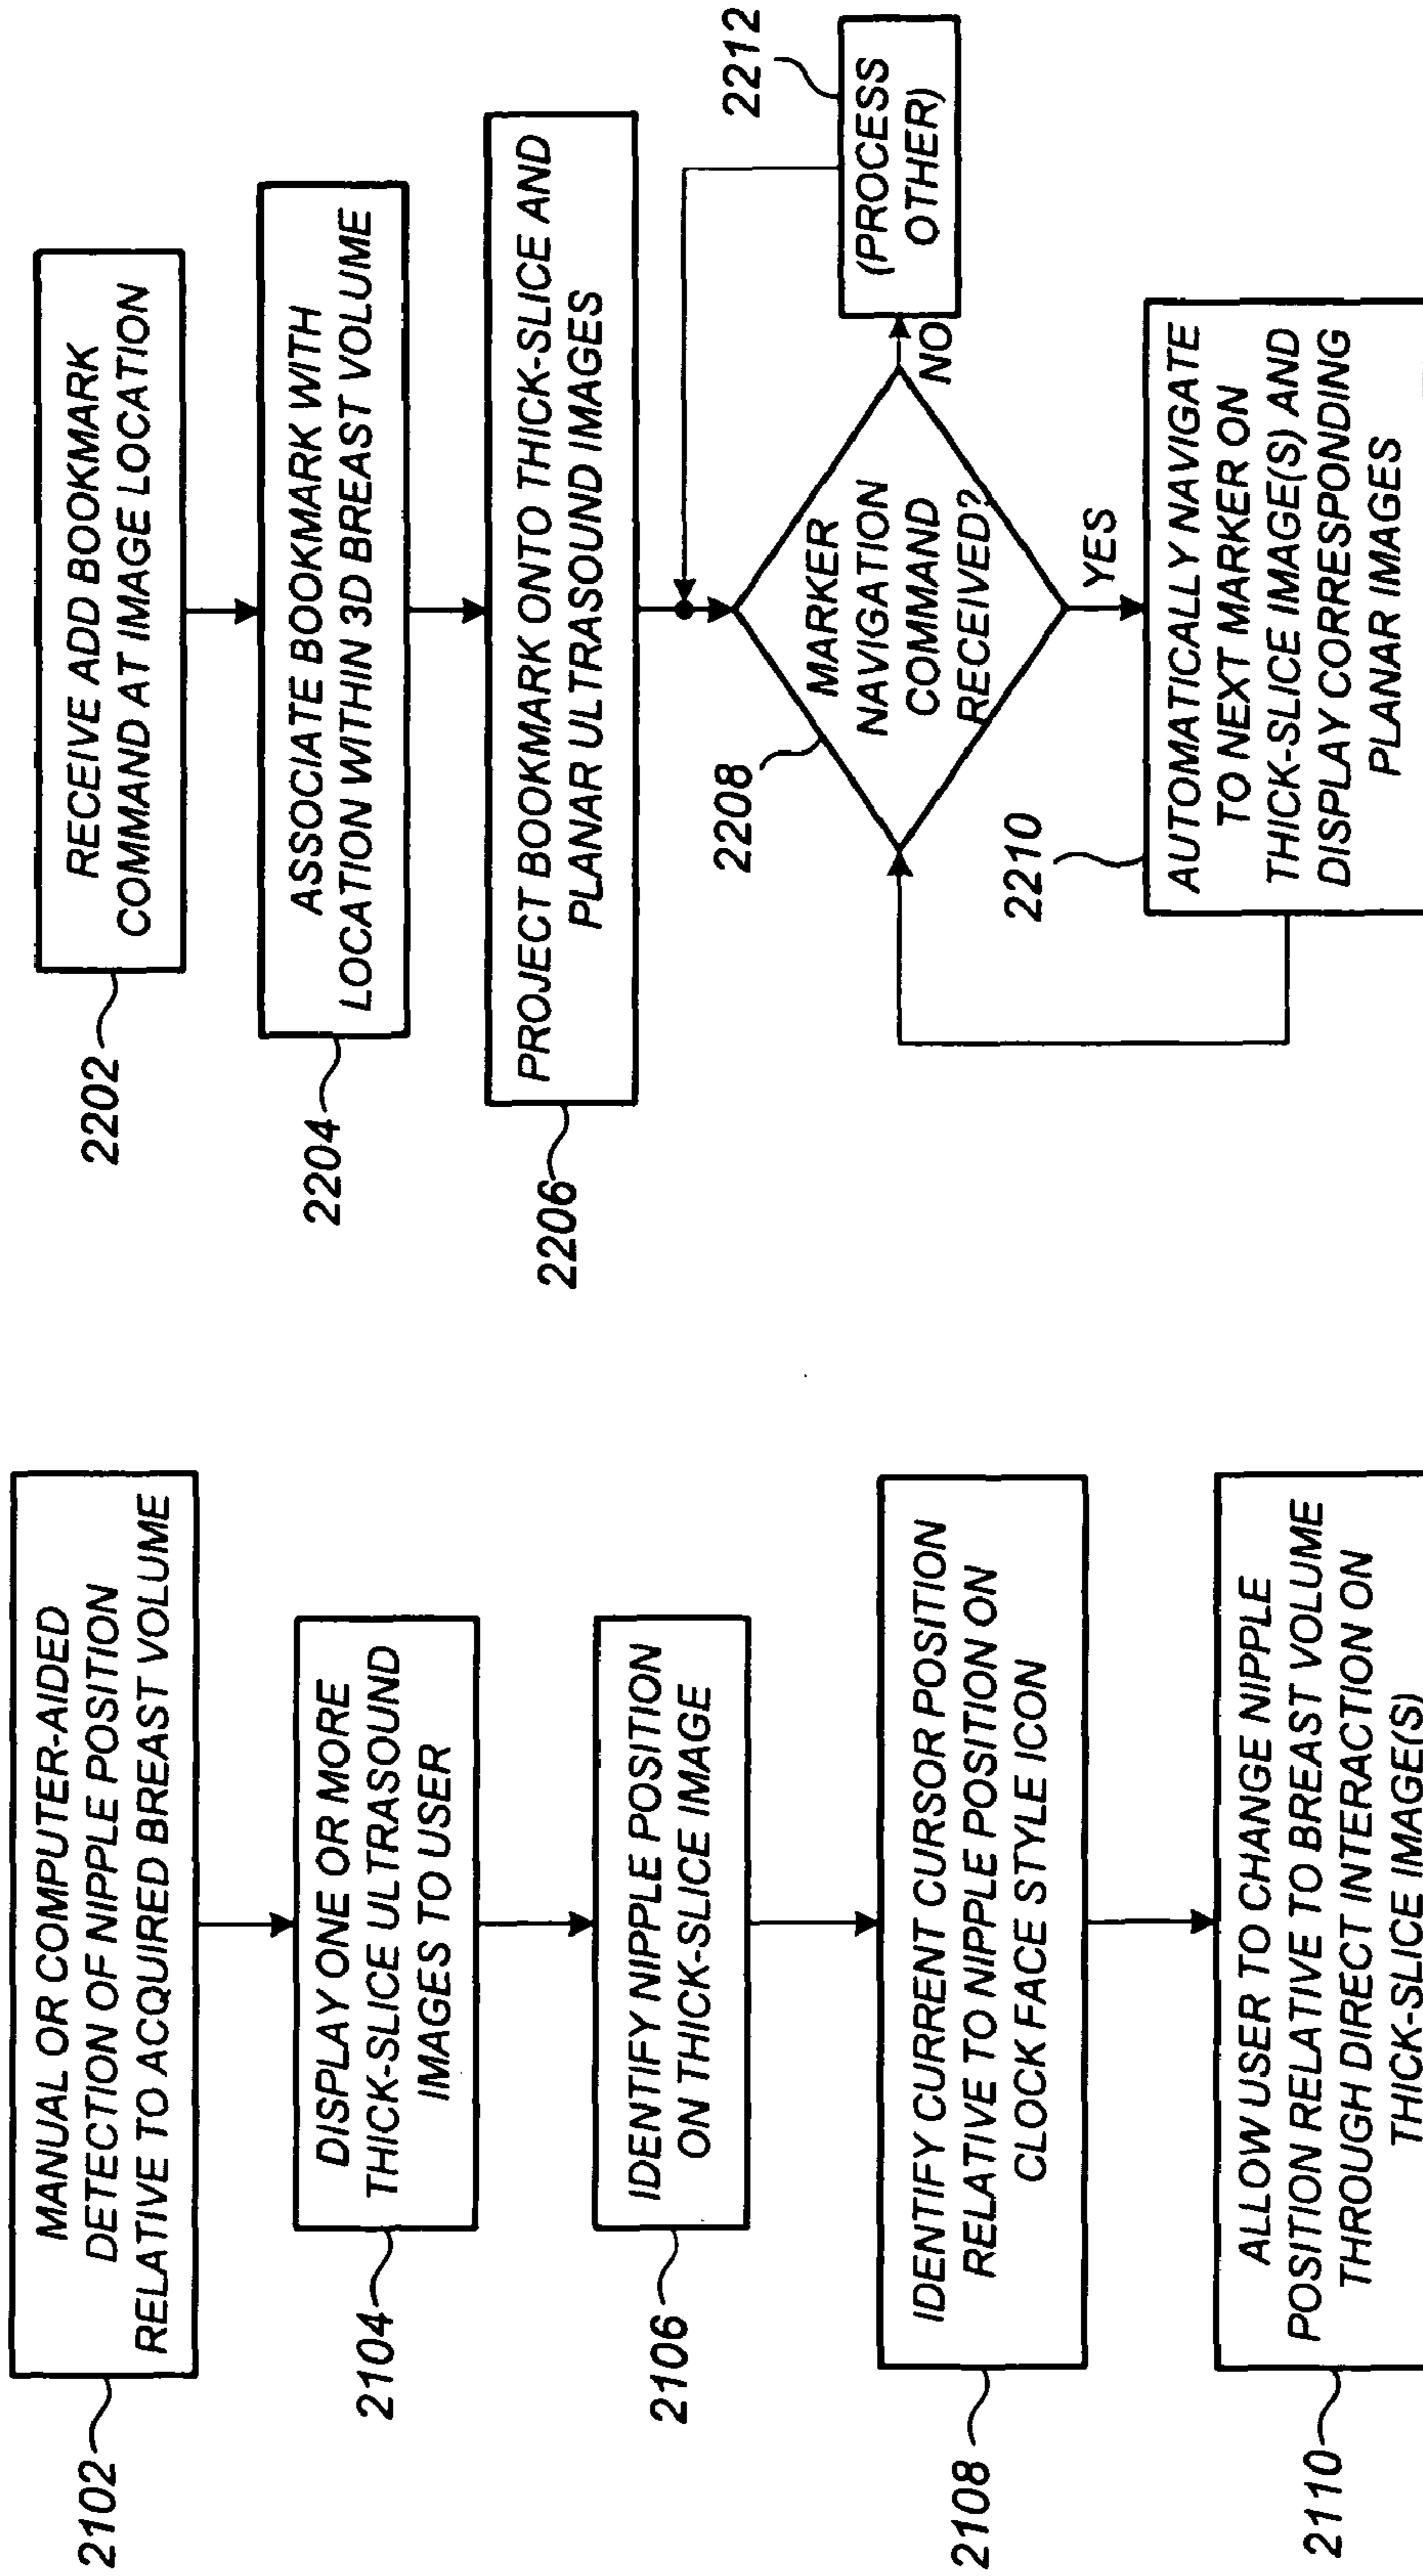 2102
MANUAL OR COMPUTER-AIDED
DETECTION OF NIPPLE POSITION
RELATIVE TO ACQUIRED BREAST VOLUME
2104
DISPLAY ONE OR MORE
THICK-SLICE ULTRASOUND
IMAGES TO USER
2106
IDENTIFY NIPPLE POSITION
ON THICK-SLICE IMAGE
2108
IDENTIFY CURRENT CURSOR POSITION
RELATIVE TO NIPPLE POSITION ON
CLOCK FACE STYLE ICON
2110
ALLOW USER TO CHANGE NIPPLE
POSITION RELATIVE TO BREAST VOLUME
THROUGH DIRECT INTERACTION ON
THICK-SLICE IMAGE(S)
2202
RECEIVE ADD BOOKMARK
COMMAND AT IMAGE LOCATION
2204
ASSOCIATE BOOKMARK WITH
LOCATION WITHIN 3D BREAST VOLUME
2206
PROJECT BOOKMARK ONTO THICK-SLICE AND
PLANAR ULTRASOUND IMAGES
2208
MARKER
NAVIGATION
COMMAND
RECEIVED?
NO
2212
(PROCESS
OTHER)
YES
2210
AUTOMATICALLY NAVIGATE
TO NEXT MARKER ON
THICK-SLICE IMAGE(S) AND
DISPLAY CORRESPONDING
PLANAR IMAGES